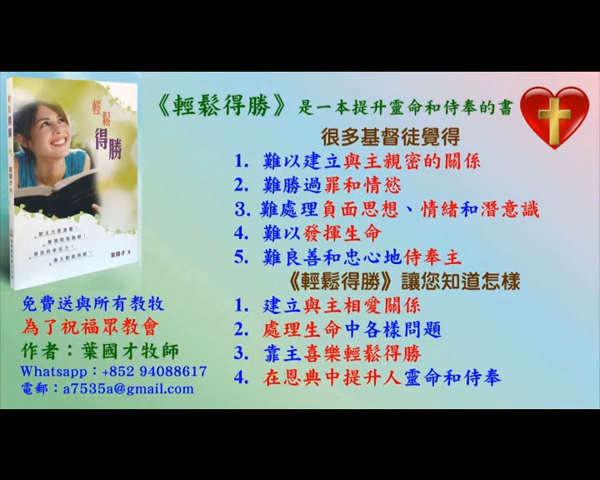 輕鬆
得勝
葉國才 著
《輕鬆得勝》是一本提升靈命和侍奉的書
很多基督徒覺得
1. 難以建立與主親密的關係
2. 難勝過罪和情慾
3. 難處理負面思想、情緒和潛意識
4. 難以發揮生命
5. 難良善和忠心地侍奉主
《輕鬆得勝》讓您知道怎樣
1. 建立與主相愛關係
2. 處理生命中各樣問題
3. 靠主喜樂輕鬆得勝
4. 在恩典中提升人靈命和侍奉
免費送與所有教牧
為了祝福眾教會
作者：葉國才牧師
Whatsapp：+852 94088617
電郵：a7535a@gmail.com